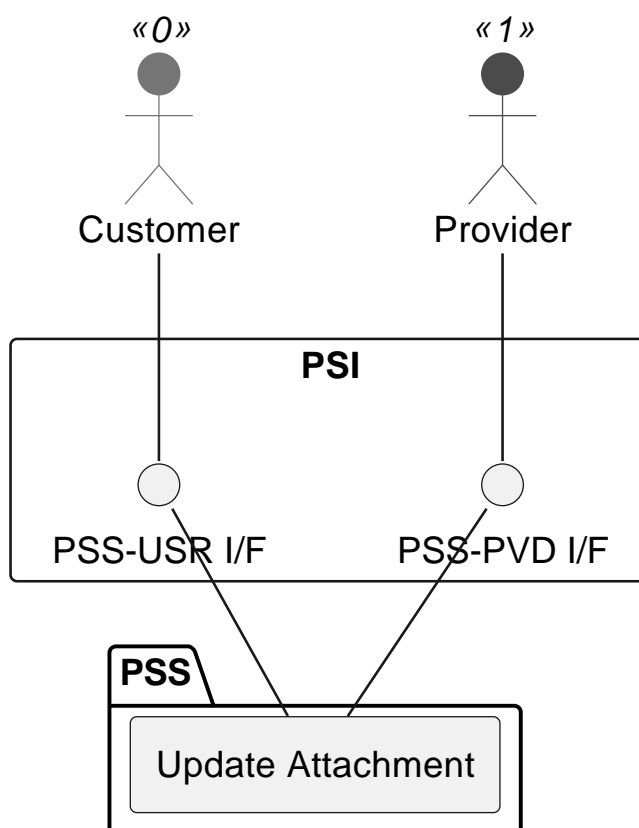 «0» «1»
Customer Provider
PSI
PSS-USR I/F PSS-PVD I/F
PSS
Update Attachment